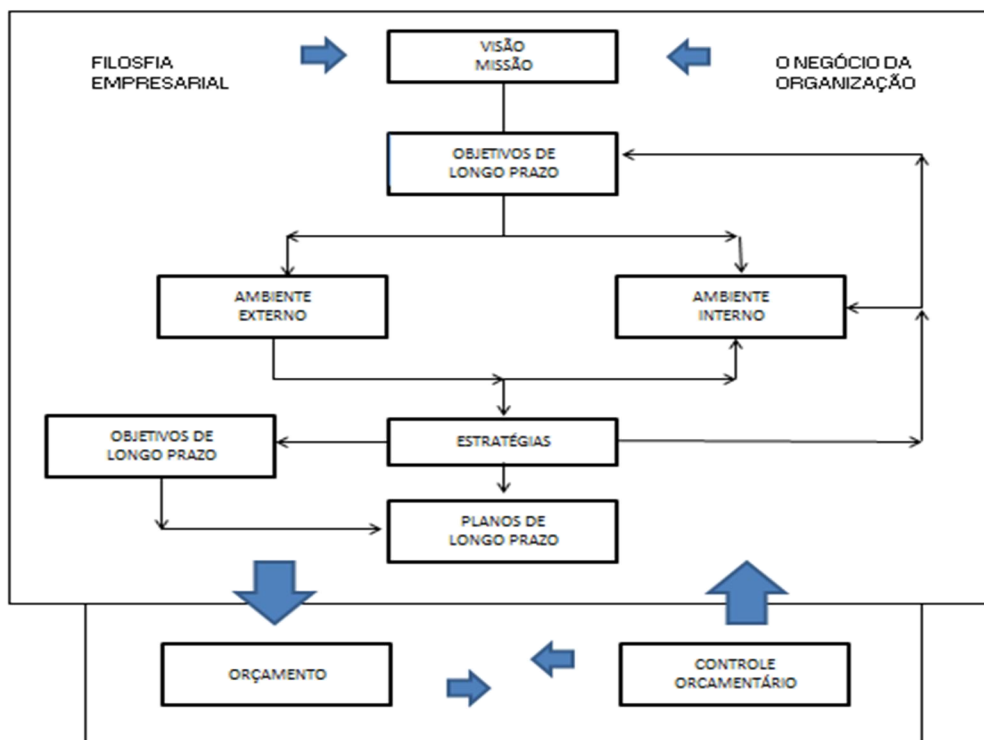 FILOSFIA
EMPRESARIAL
VISÃO
MISSÃO
O NEGÓCIO DA
ORGANIZAÇÃO
OBJETIVOS DE
LONGO PRAZO
AMBIENTE
EXTERNO
AMBIENTE
INTERNO
OBJETIVOS DE
LONGO PRAZO
ESTRATÉGIAS
PLANOS DE
LONGO PRAZO
ORÇAMENTO
CONTROLE
ORCAMENTÁRIO